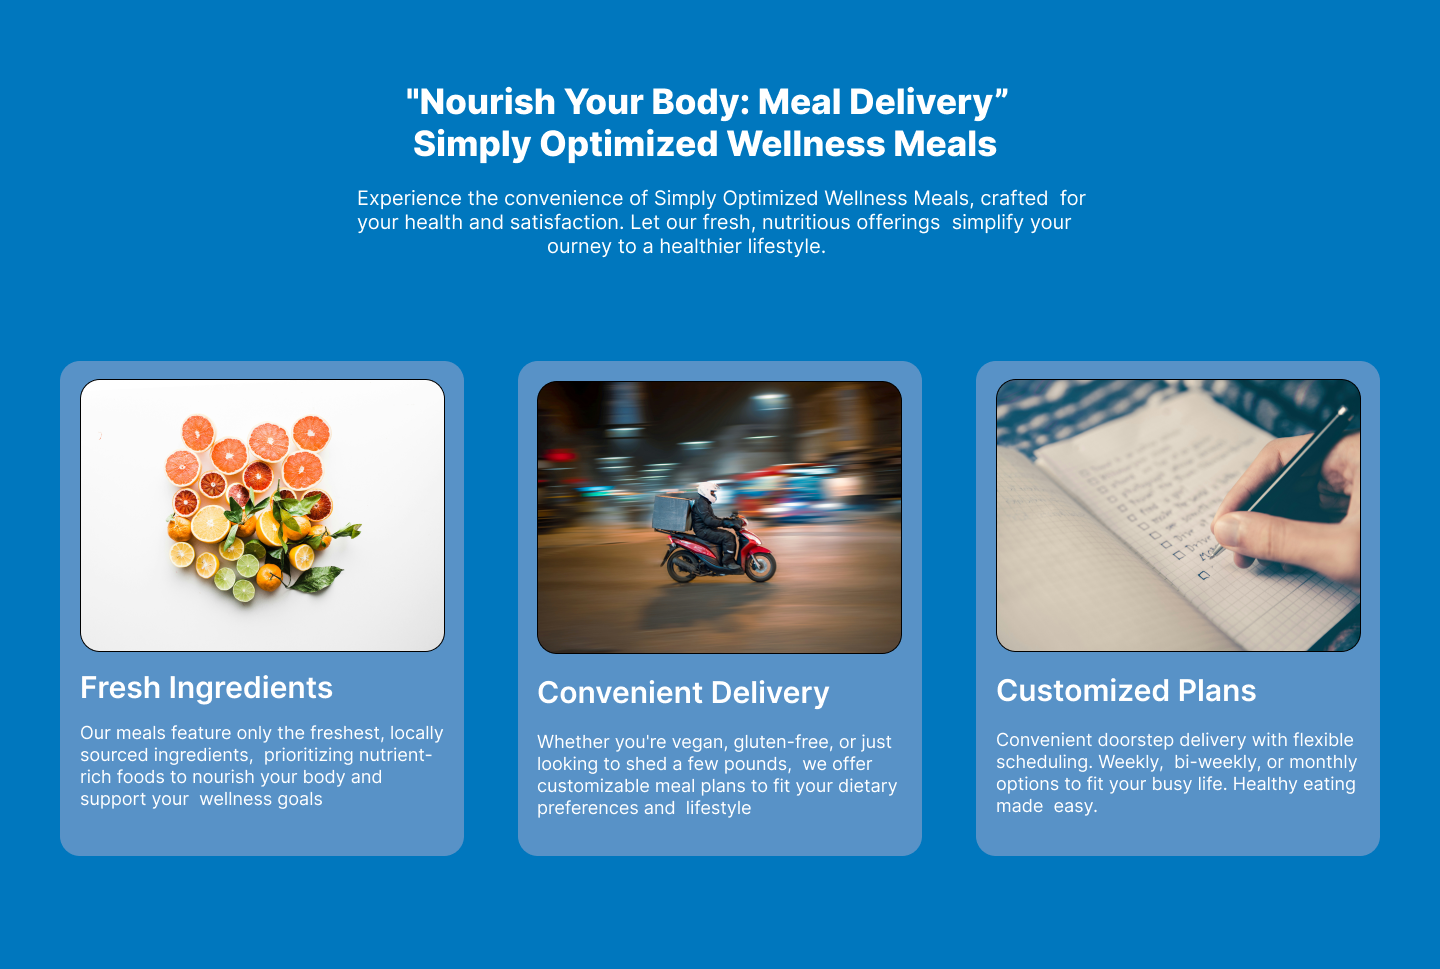 "Nourish Your Body: Meal Delivery”
Simply Optimized Wellness Meals
Experience the convenience of Simply Optimized Wellness Meals, crafted  for
your health and satisfaction. Let our fresh, nutritious offerings  simplify your
ourney to a healthier lifestyle.
Fresh Ingredients
Our meals feature only the freshest, locally
sourced ingredients,  prioritizing nutrient-
rich foods to nourish your body and
support your  wellness goals
Convenient Delivery
Whether you're vegan, gluten-free, or just
looking to shed a few pounds,  we offer
customizable meal plans to fit your dietary
preferences and  lifestyle
Customized Plans
Convenient doorstep delivery with flexible
scheduling. Weekly,  bi-weekly, or monthly
options to fit your busy life. Healthy eating
made  easy.